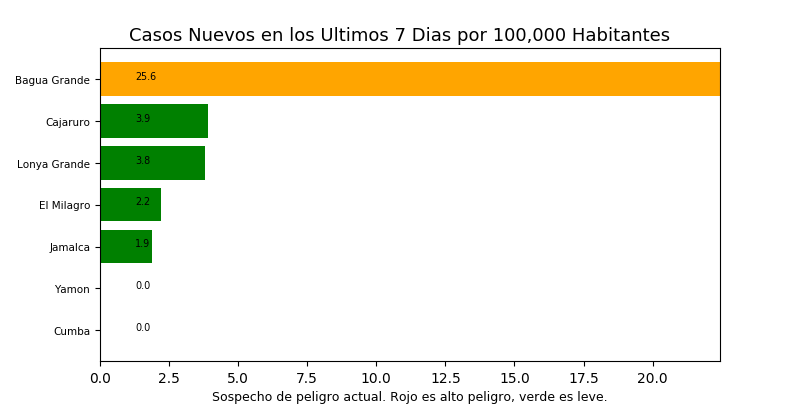 Casos Nuevos en los Ultimos 7 Dias por 100,000 Habitantes
Bagua Grande 25.6
Cajaruro 3.9
Lonya Grande 3.8
El Milagro 2.2
Jamalca 1.9
Yamon 0.0
Cumba 0.0
0.0 2.5 5.0 7.5 10.0 12.5 15.0 17.5 20.0
Sospecho de peligro actual. Rojo es alto peligro, verde es leve.